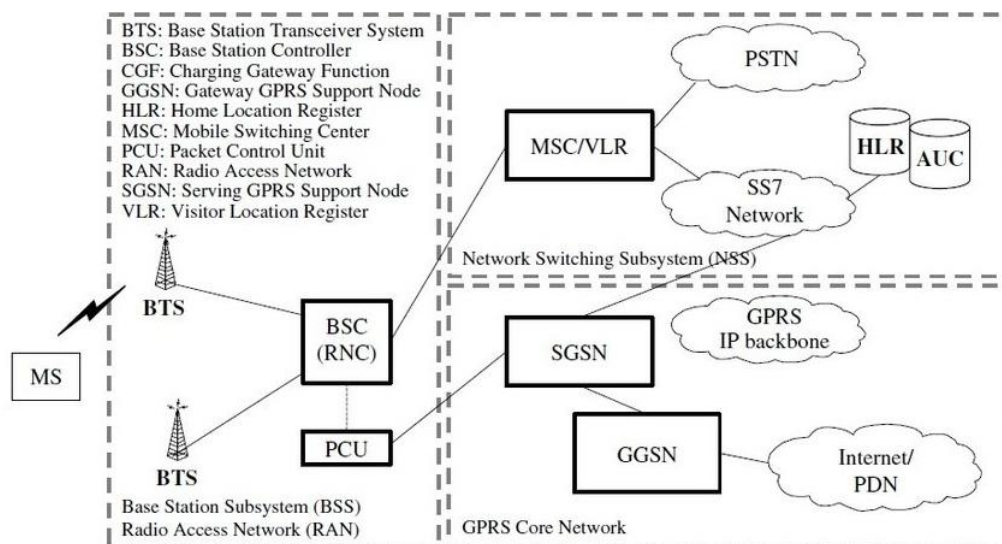 BTS: Base Station Transceiver System
BSC: Base Station Controller
CGF: Charging Gateway Function
GGSN: Gateway GPRS Support Node
HLR: Home Location Register
MSC: Mobile Switching Center
PCU: Packet Control Unit
RAN: Radio Access Network
SGSN: Serving GPRS Support Node
VLR: Visitor Location Register
BTS
MS
BTS
BSC
(RNC)
PCU
Base Station Subsystem (BSS)
Radio Access Network (RAN)
PSTN
MSC/VLR
HLR
AUC
SS7
Network
Network Switching Subsystem (NSS)
GPRS
IP backbone
SGSN
GGSN
Internet/
PDN
GPRS Core Network